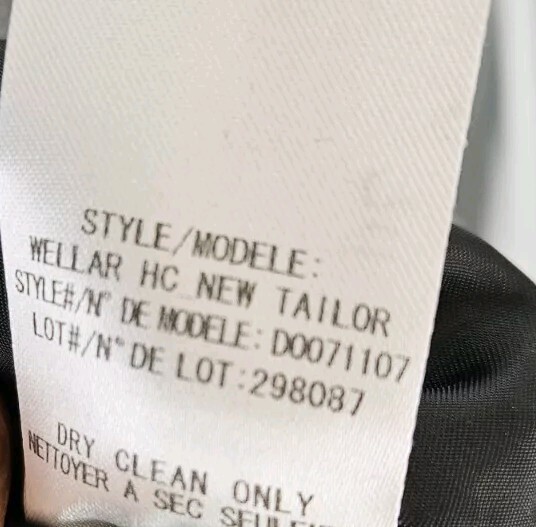 STYLE/MODELE:
WELLAR HC NEW TAILOR
STYLE#/N° DE MODELE: D0071107
LOT#/N° DE LOT:298087
DRY CLEAN ONLY
NETTOYER A SEC